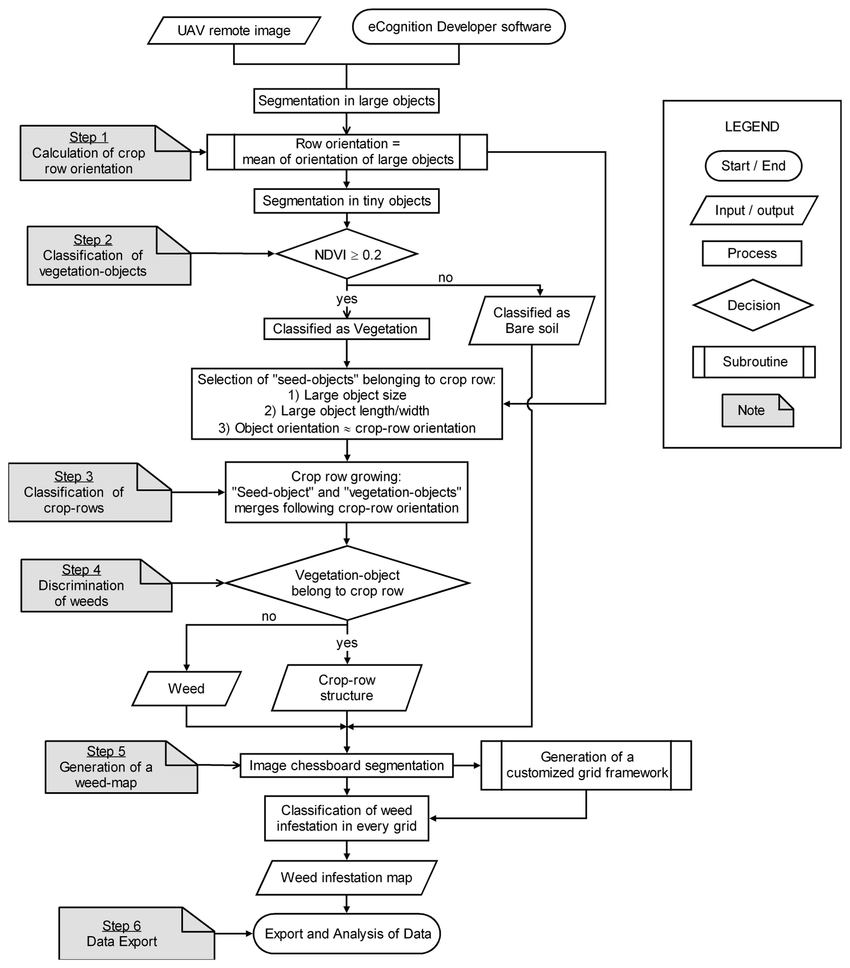 UAV remote image
eCognition Developer software
Segmentation in large objects
Step 1
Calculation of crop
row orientation
Row orientation =
mean of orientation of large objects
Segmentation in tiny objects
Step 2
Classification of
vegetation-objects
NDVI ≥ 0.2
no
yes
Classified as
Bare soil
Classified as Vegetation
Selection of "seed-objects" belonging to crop row:
1) Large object size
2) Large object length/width
3) Object orientation ≈ crop-row orientation
Step 3
Classification of
crop-rows
Crop row growing:
"Seed-object" and "vegetation-objects"
merges following crop-row orientation
Step 4
Discrimination
of weeds
Vegetation-object
belong to crop row
no
yes
Weed
Crop-row
structure
Step 5
Generation of a
weed-map
Image chessboard segmentation
Generation of a
customized grid framework
Classification of weed
infestation in every grid
Weed infestation map
Step 6
Data Export
Export and Analysis of Data
LEGEND
Start / End
Input / output
Process
Decision
Subroutine
Note